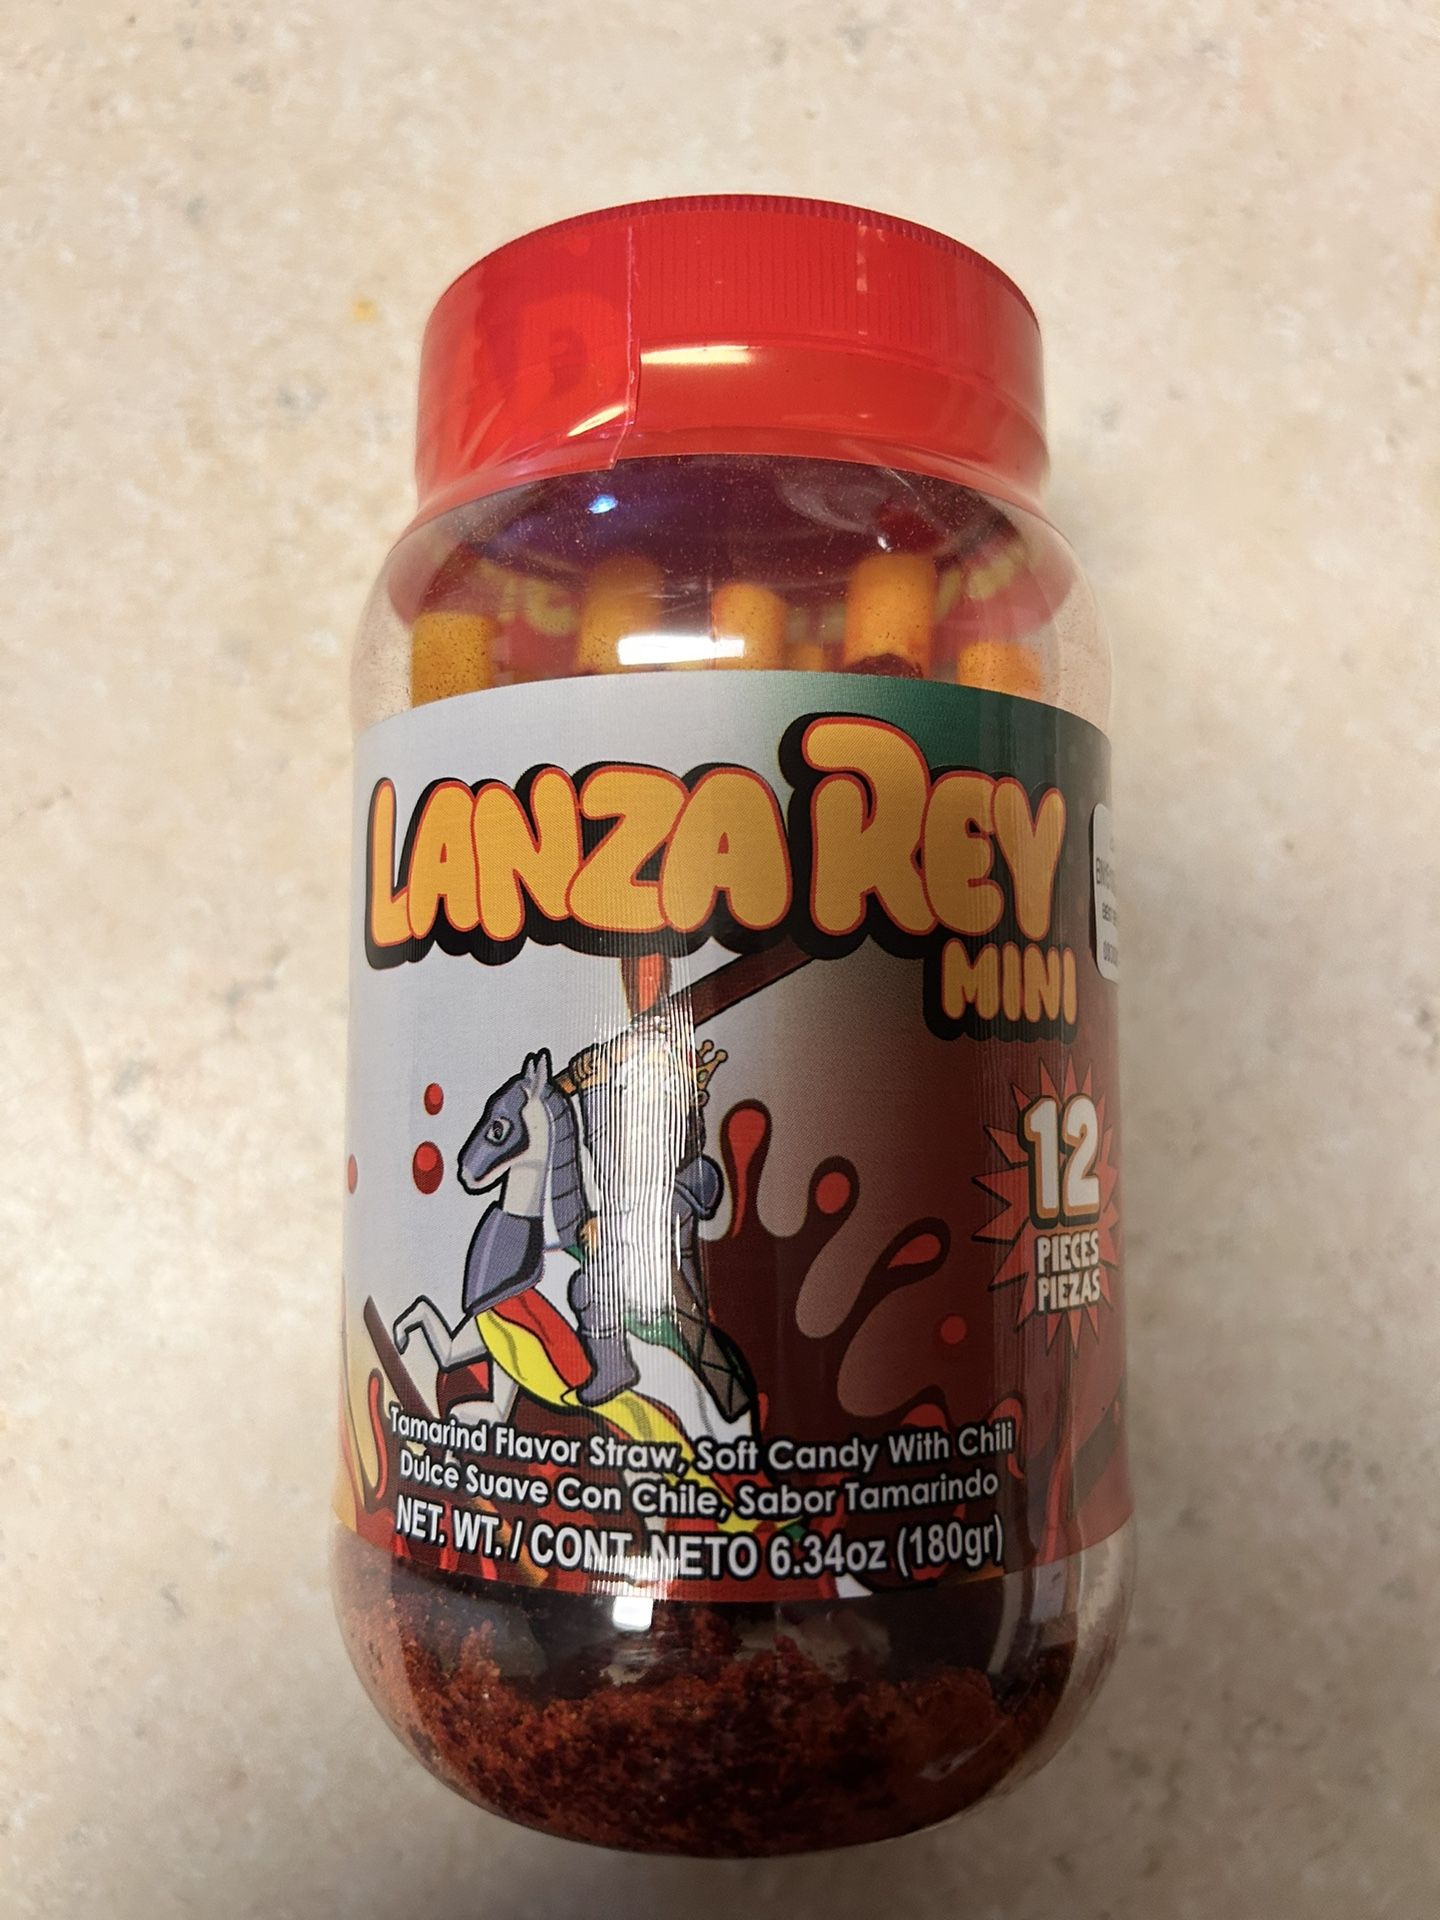 LANZA REY
MINI
12
PIECES
PIEZAS
Tamarind Flavor Straw, Soft Candy With Chili
Dulce Suave Con Chile, Sabor Tamarindo
NET. WT. / CONT. NETO 6.34oz (180gr)